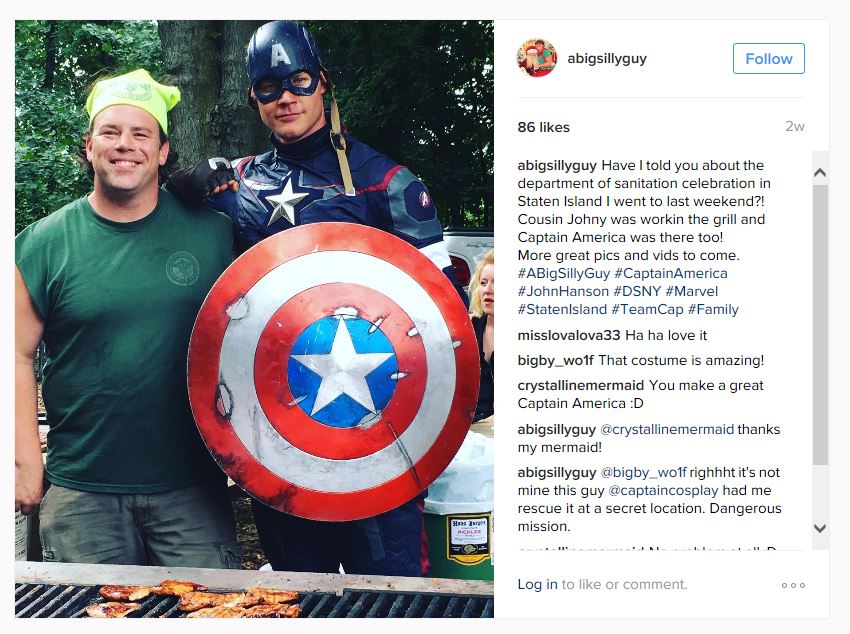 A
Hans Jurgen
PICKLES
abigsillyguy
Follow
86 likes
2w
abigsillyguy Have I told you about the
department of sanitation celebration in
Staten Island I went to last weekend?!
Cousin Johny was workin the grill and
Captain America was there too!
More great pics and vids to come.
#ABigSillyGuy #CaptainAmerica
#JohnHanson #DSNY #Marvel
#StatenIsland #TeamCap #Family
misslovalova33 Ha ha love it
bigby_wo1f That costume is amazing!
crystallinemermaid You make a great
Captain America :D
abigsillyguy @crystallinemermaid thanks
my mermaid!
abigsillyguy @bigby_wo1f righhht it's not
mine this guy @captaincosplay had me
rescue it at a secret location. Dangerous
mission.
Log in to like or comment.